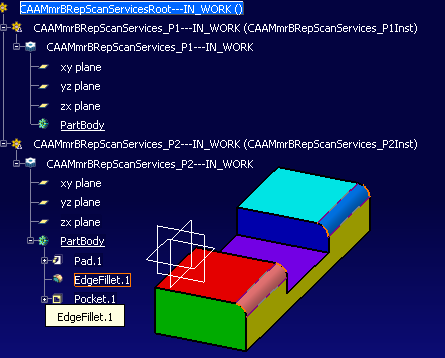 CAAMmrBRepScanServicesRoot---IN_WORK ()
CAAMmrBRepScanServices_P1---IN_WORK (CAAMmrBRepScanServices_P1Inst)
CAAMmrBRepScanServices_P1---IN_WORK
xy plane
yz plane
zx plane
PartBody
CAAMmrBRepScanServices_P2---IN_WORK (CAAMmrBRepScanServices_P2Inst)
CAAMmrBRepScanServices_P2---IN_WORK
xy plane
yz plane
zx plane
PartBody
Pad.1
EdgeFillet.1
Pocket.1
EdgeFillet.1